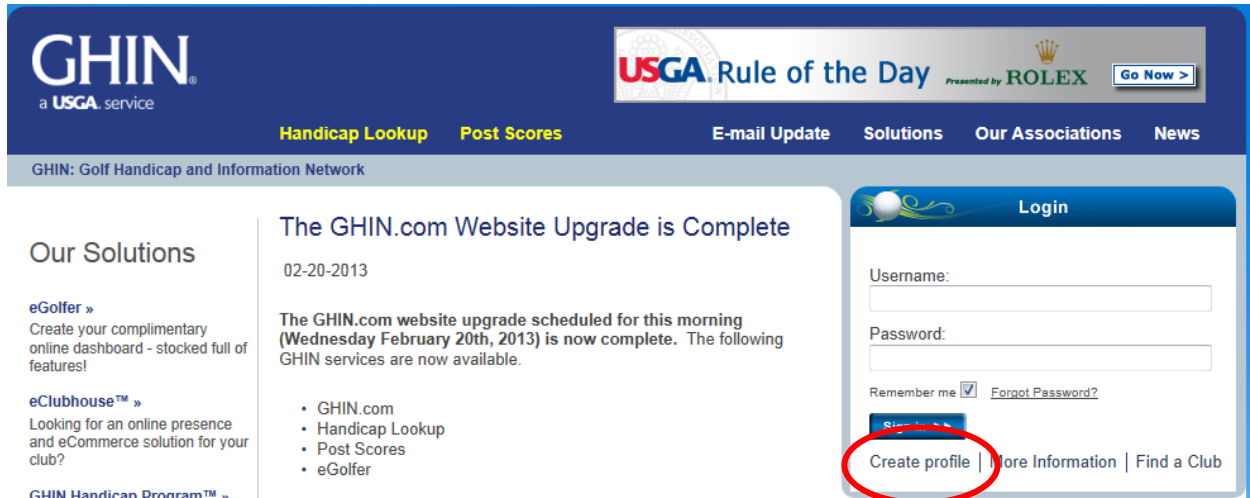 GHIN®
a USGA. service
USGA. Rule of the Day Presented by ROLEX Go Now >
Handicap Lookup Post Scores E-mail Update Solutions Our Associations News
GHIN: Golf Handicap and Information Network
Our Solutions
eGolfer »
Create your complimentary
online dashboard - stocked full of
features!
eClubhouse™ »
Looking for an online presence
and eCommerce solution for your
club?
GHIN Handicap Program™ »
The GHIN.com Website Upgrade is Complete
02-20-2013
The GHIN.com website upgrade scheduled for this morning
(Wednesday February 20th, 2013) is now complete. The following
GHIN services are now available.
• GHIN.com
• Handicap Lookup
• Post Scores
• eGolfer
Login
Username:
Password:
Remember me Forgot Password?
Sign in >>
Create profile | More Information | Find a Club